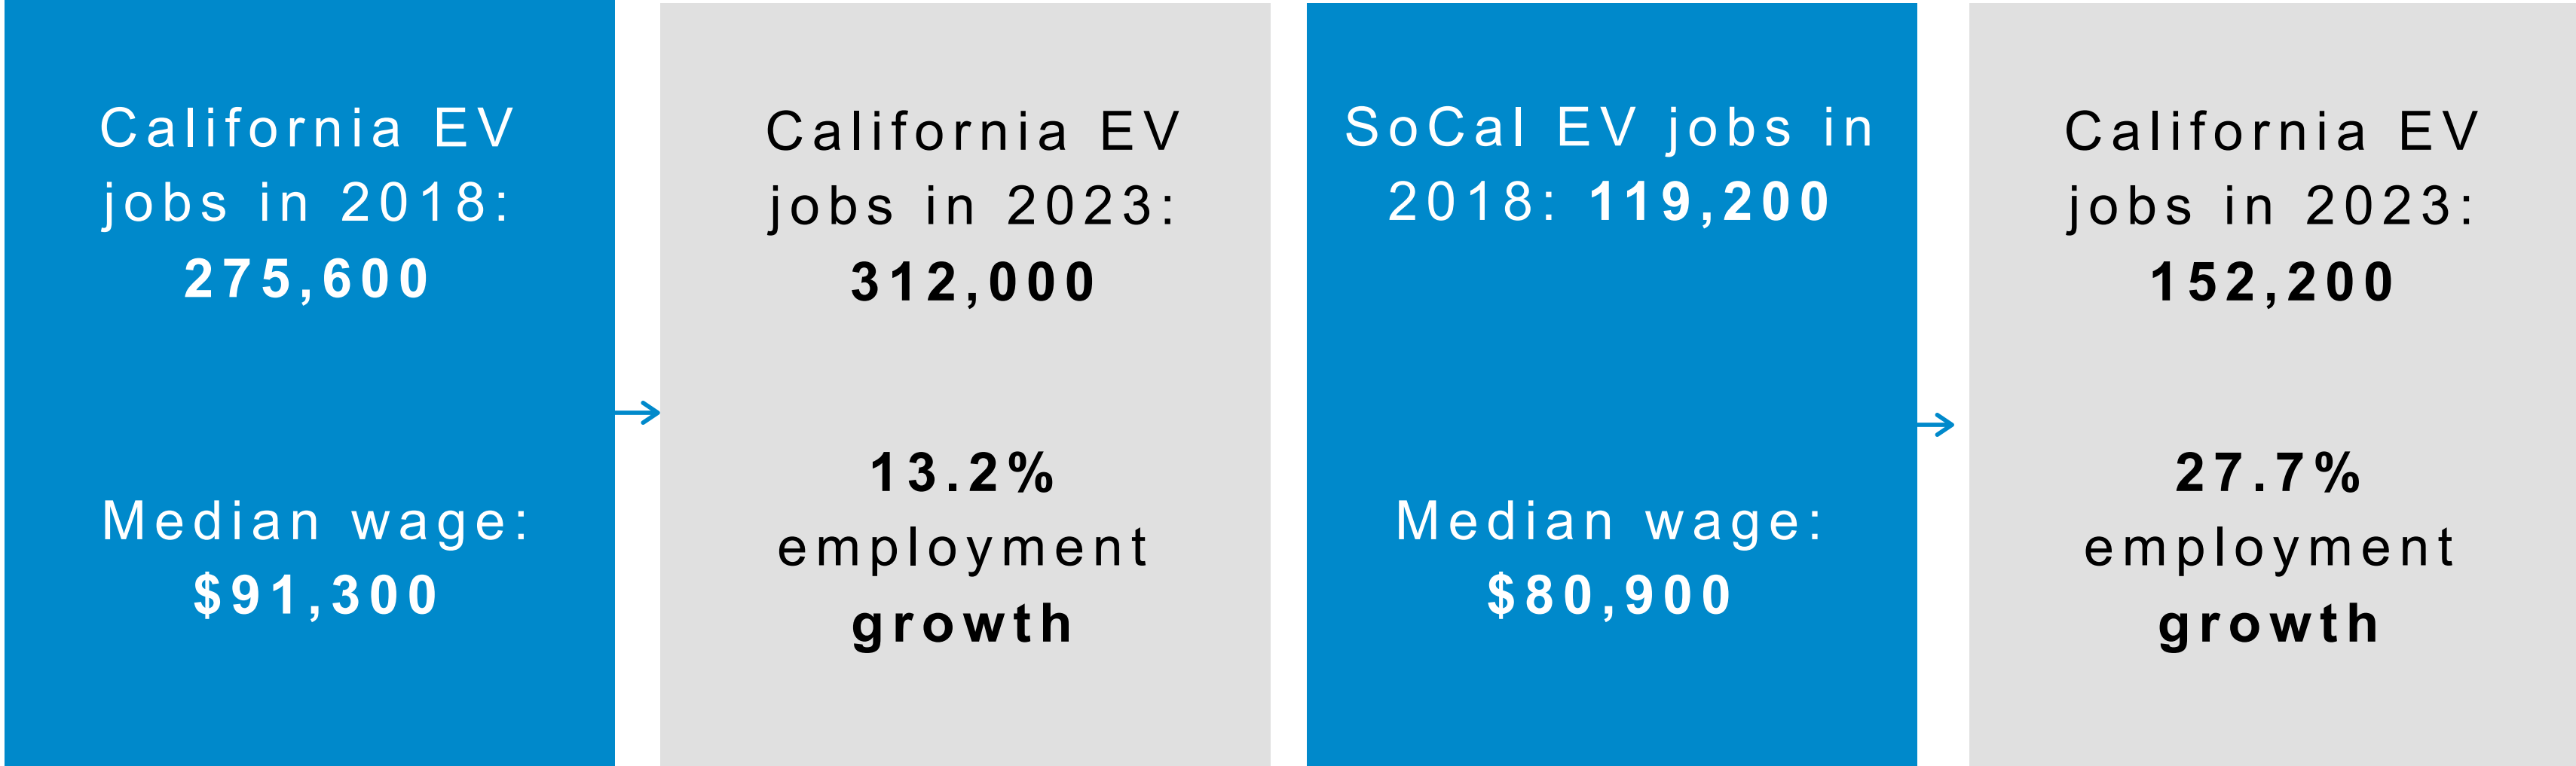 California EV
jobs in 2018:
275,600
Median wage:
$91,300
California EV
jobs in 2023:
312,000
13.2%
employment
growth
SoCal EV jobs in
2018: 119,200
Median wage:
$80,900
California EV
jobs in 2023:
152,200
27.7%
employment
growth